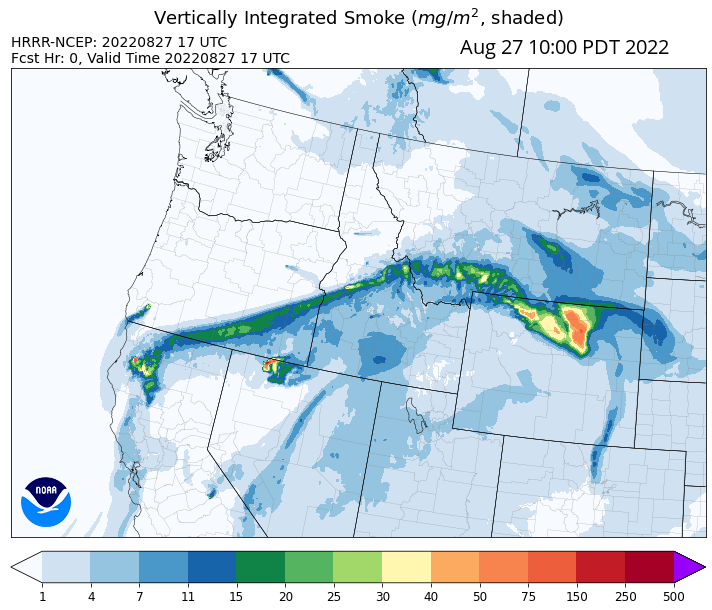 Vertically Integrated Smoke (mg/m², shaded)
HRRR-NCEP: 20220827 17 UTC
Aug 27 10:00 PDT 2022
Fcst Hr: 0, Valid Time 20220827 17 UTC
NOAA
1 4 7 11 15 20 25 30 40 50 75 150 250 500